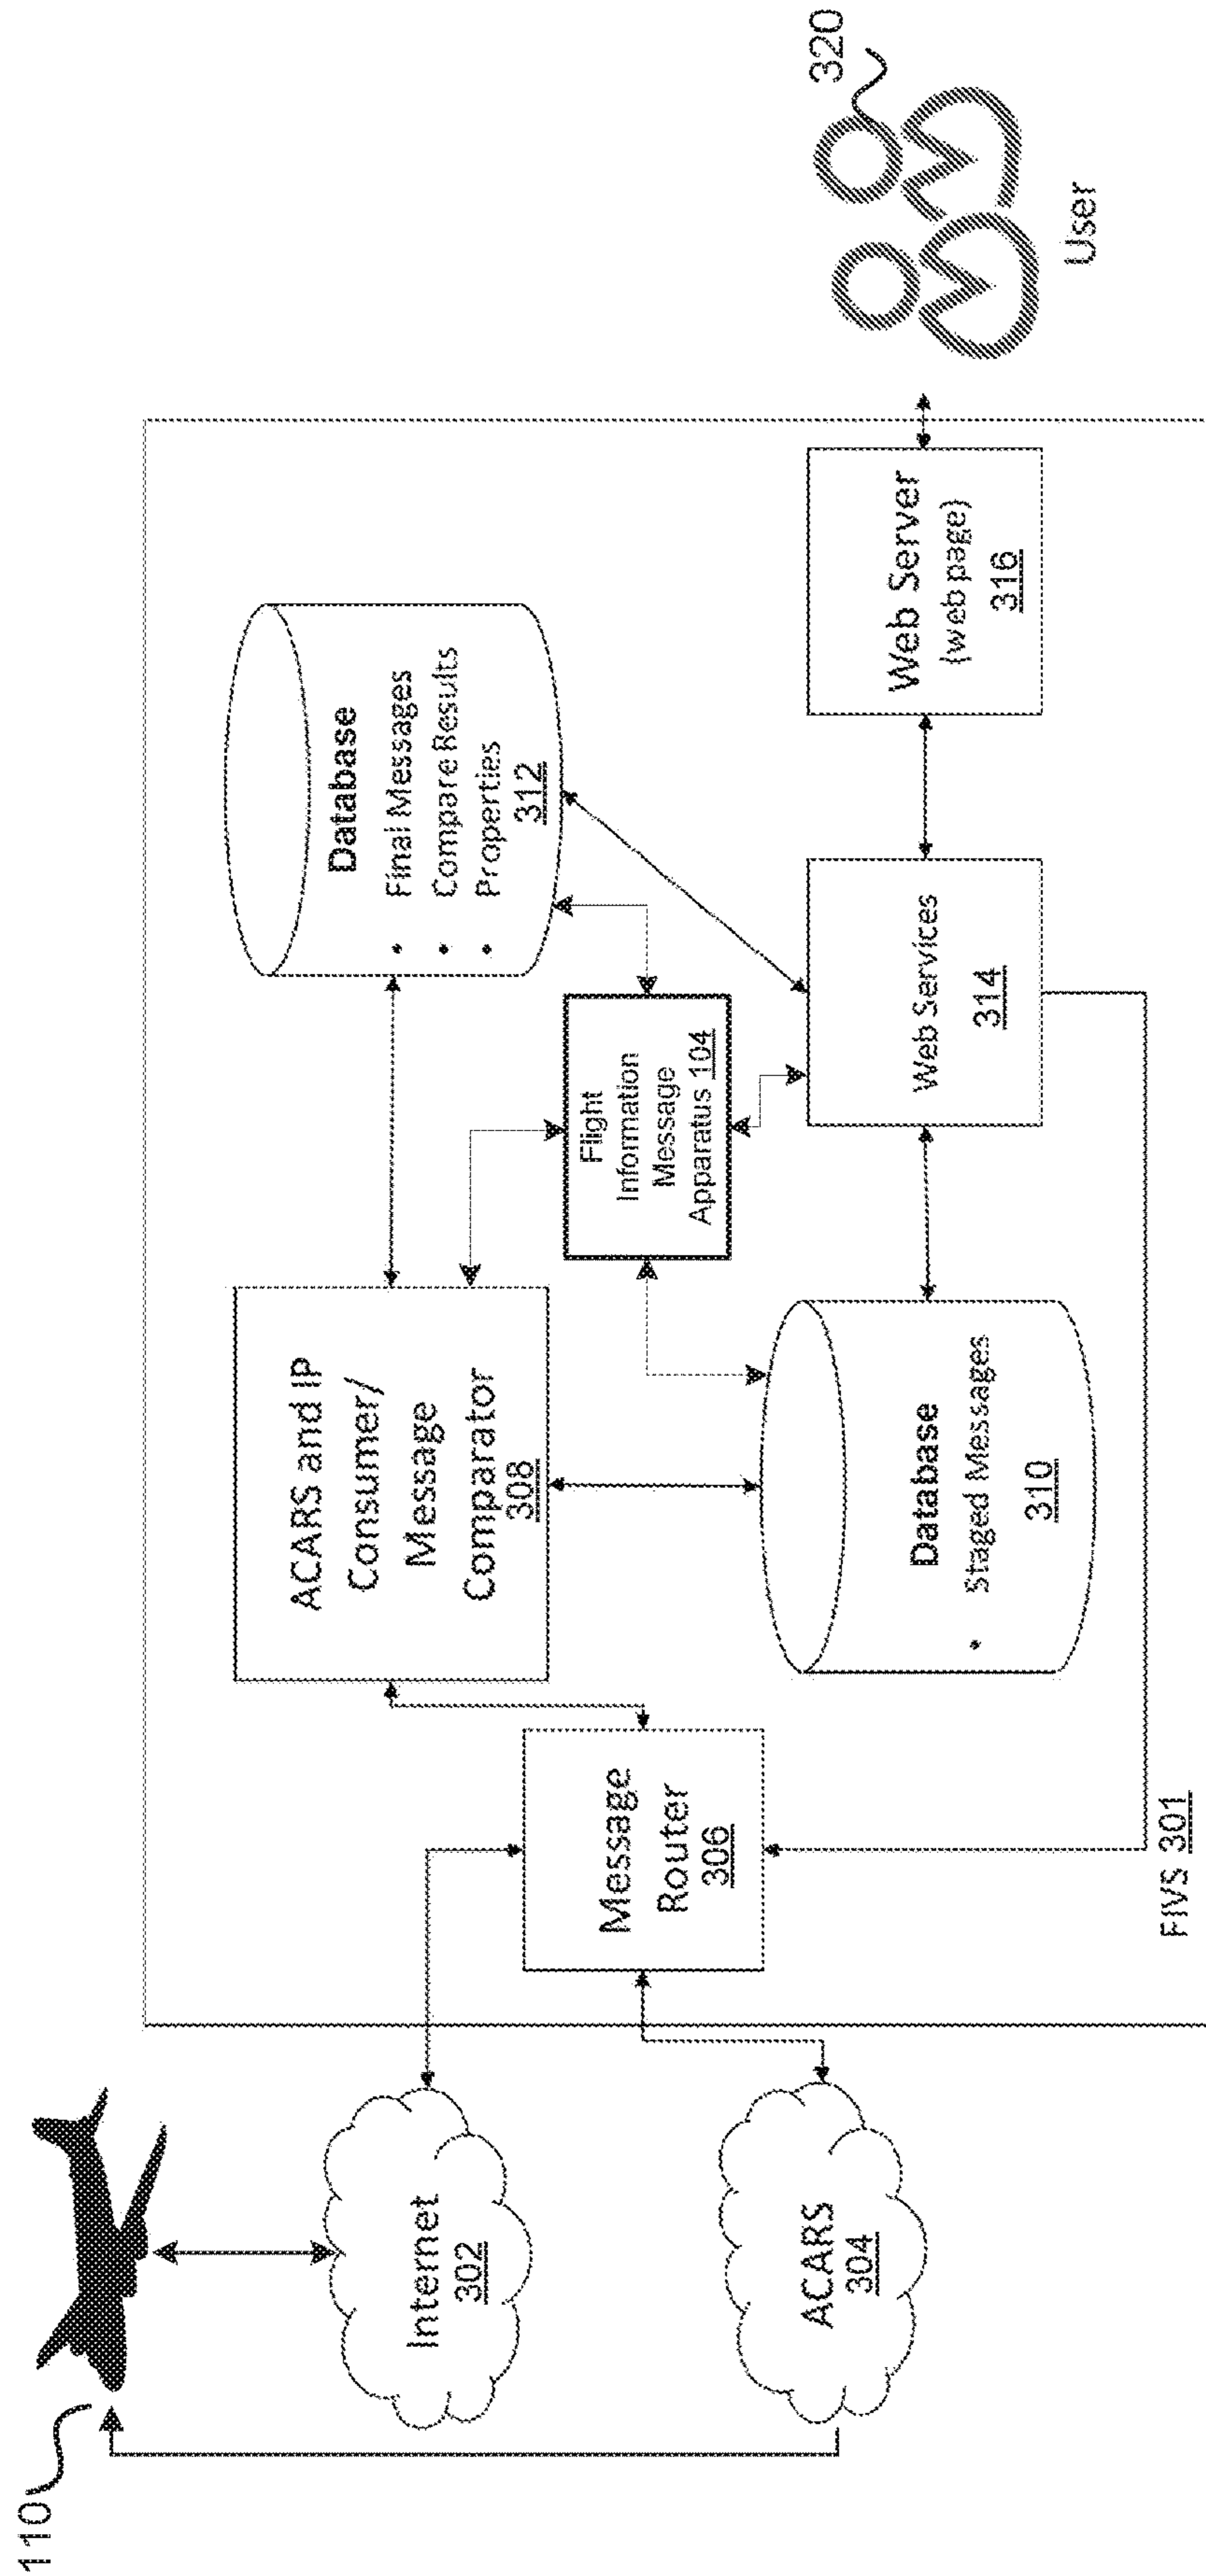 110
Internet
302
ACARS
304
FIVS 301
Message
Router
306
ACARS and IP
Consumer/
Message
Comparator
308
Database
• Staged Messages
310
Flight
Information
Message
Apparatus 104
Database
• Final Messages
• Compare Results
• Properties
312
Web Services
314
Web Server
(web page)
316
320
User